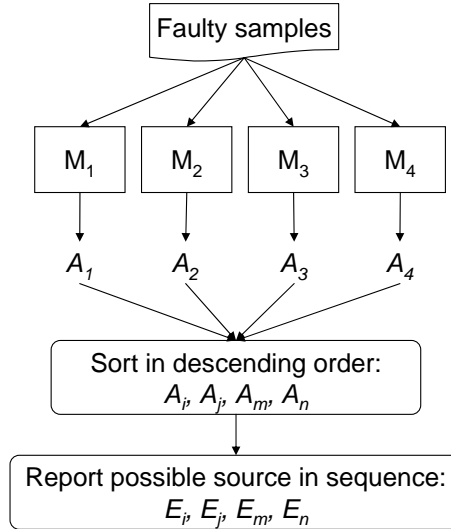 Faulty samples
M₁ M₂ M₃ M₄
A₁ A₂ A₃ A₄
Sort in descending order:
Aᵢ, Aⱼ, Aₘ, Aₙ
Report possible source in sequence:
Eᵢ, Eⱼ, Eₘ, Eₙ